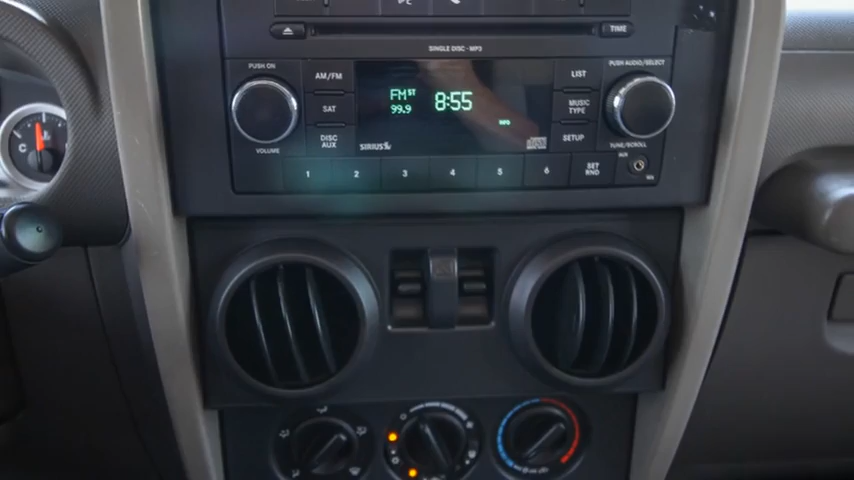 TIME
SINGLE DISC - MP3
PUSH ON
PUSH AUDIO/SELECT
AM/FM
FM ST
8:55
LIST
99.9
SAT
MUSIC
TYPE
MP3
DISC
AUX
SIRIUS
SETUP
VOLUME
TUNE/SCROLL
1 2 3 4 5 6
SET
RND
AUX
C